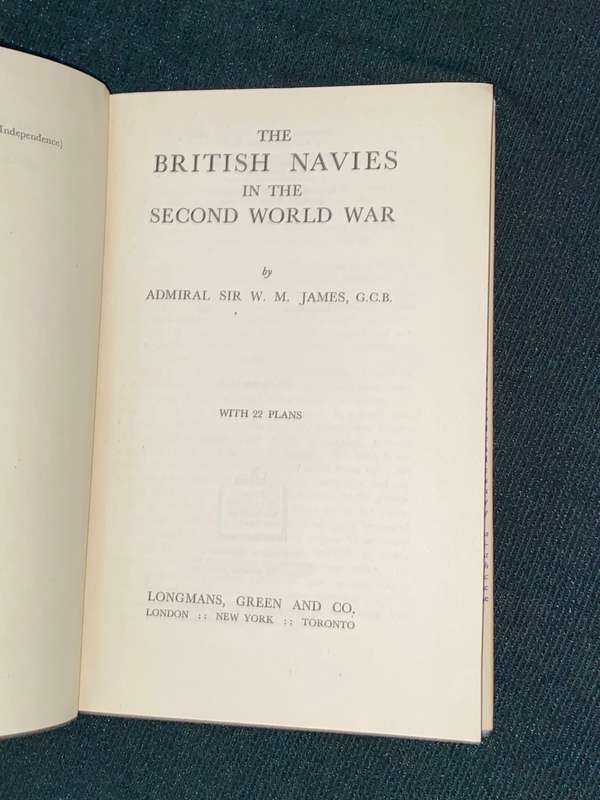 Independence)
THE
BRITISH NAVIES
IN THE
SECOND WORLD WAR
by
ADMIRAL SIR W. M. JAMES, G.C.B.
WITH 22 PLANS
LONGMANS, GREEN AND CO.
LONDON :: NEW YORK :: TORONTO